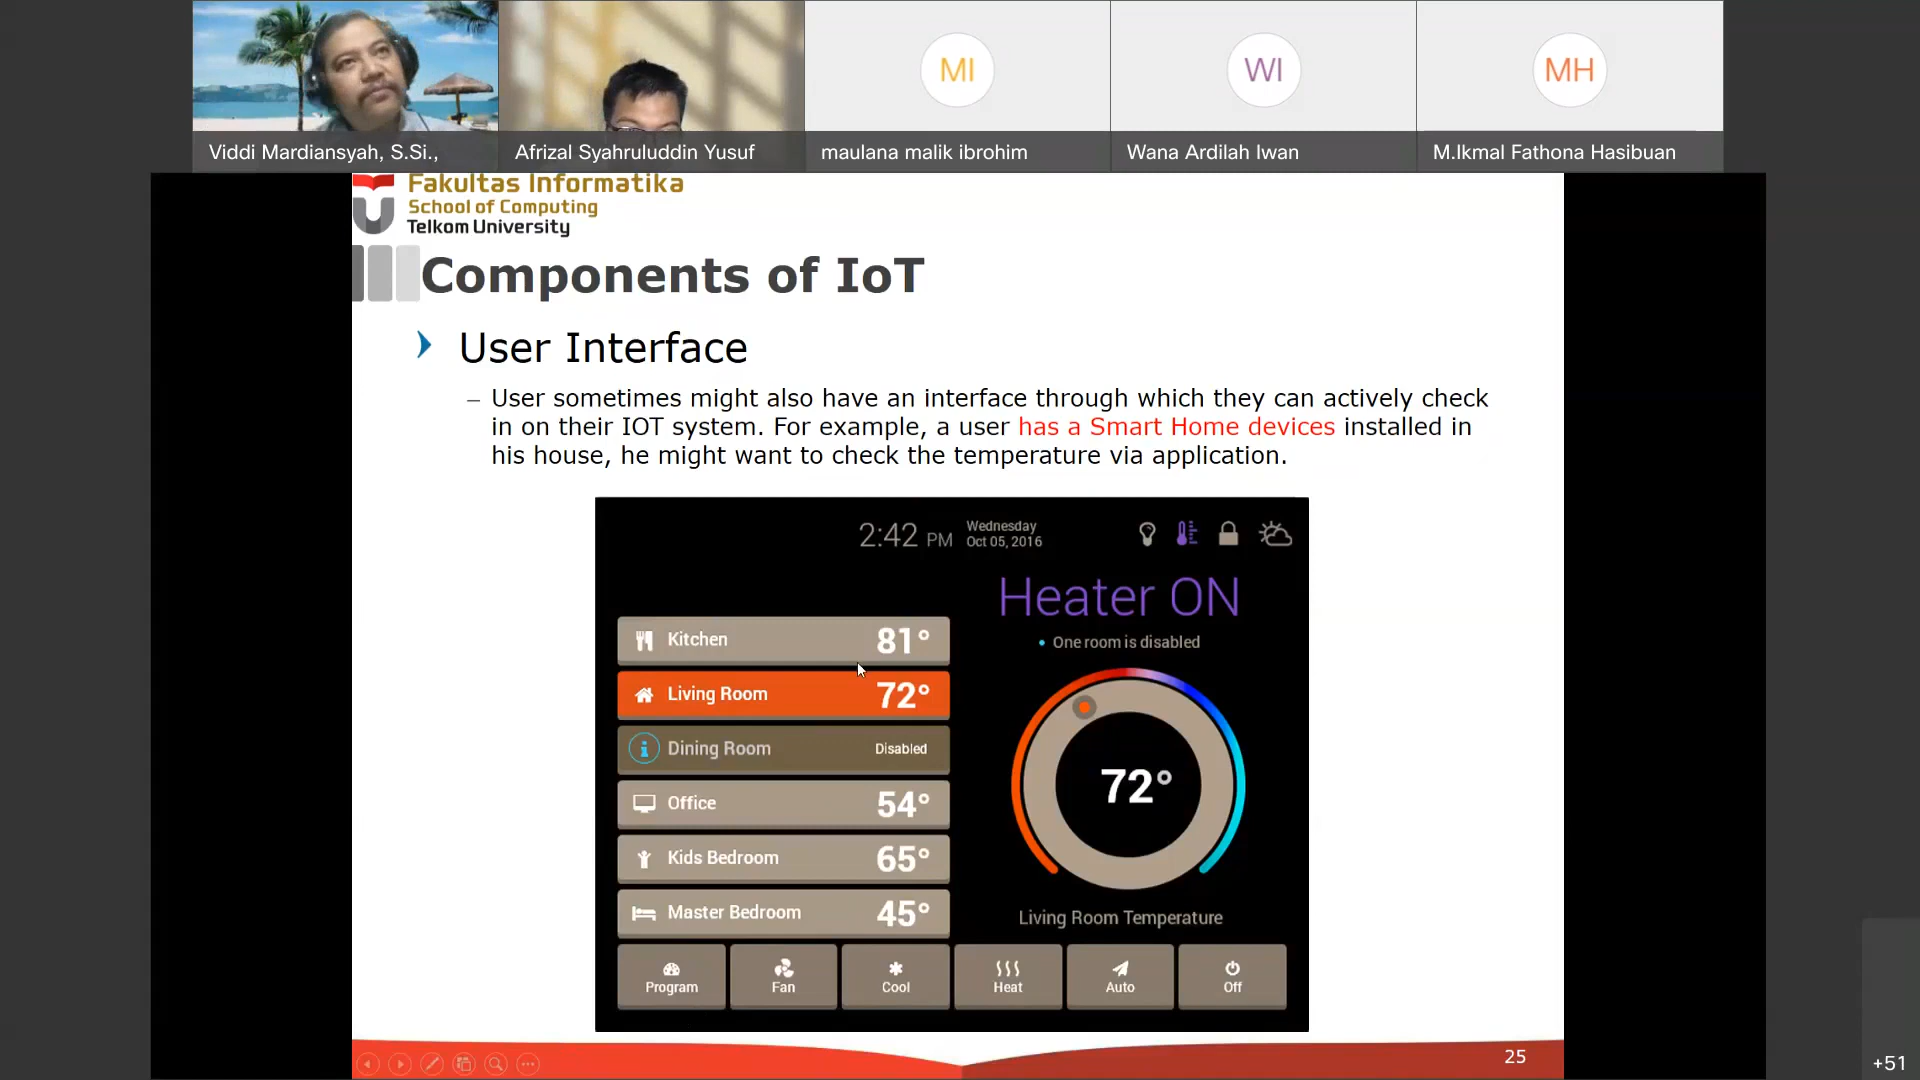 MI
WI
MH
Viddi Mardiansyah, S.Si.,
Afrizal Syahruluddin Yusuf
maulana malik ibrohim
Wana Ardilah Iwan
M.Ikmal Fathona Hasibuan
Fakultas Informatika
School of Computing
Telkom University
Components of IoT
User Interface
– User sometimes might also have an interface through which they can actively check
in on their IOT system. For example, a user has a Smart Home devices installed in
his house, he might want to check the temperature via application.
2:42 PM
Wednesday
Oct 05, 2016
Heater ON
• One room is disabled
Kitchen 81°
Living Room 72°
Dining Room Disabled
Office 54°
Kids Bedroom 65°
Master Bedroom 45°
72°
Living Room Temperature
Program
Fan
Cool
Heat
Auto
Off
25
+51